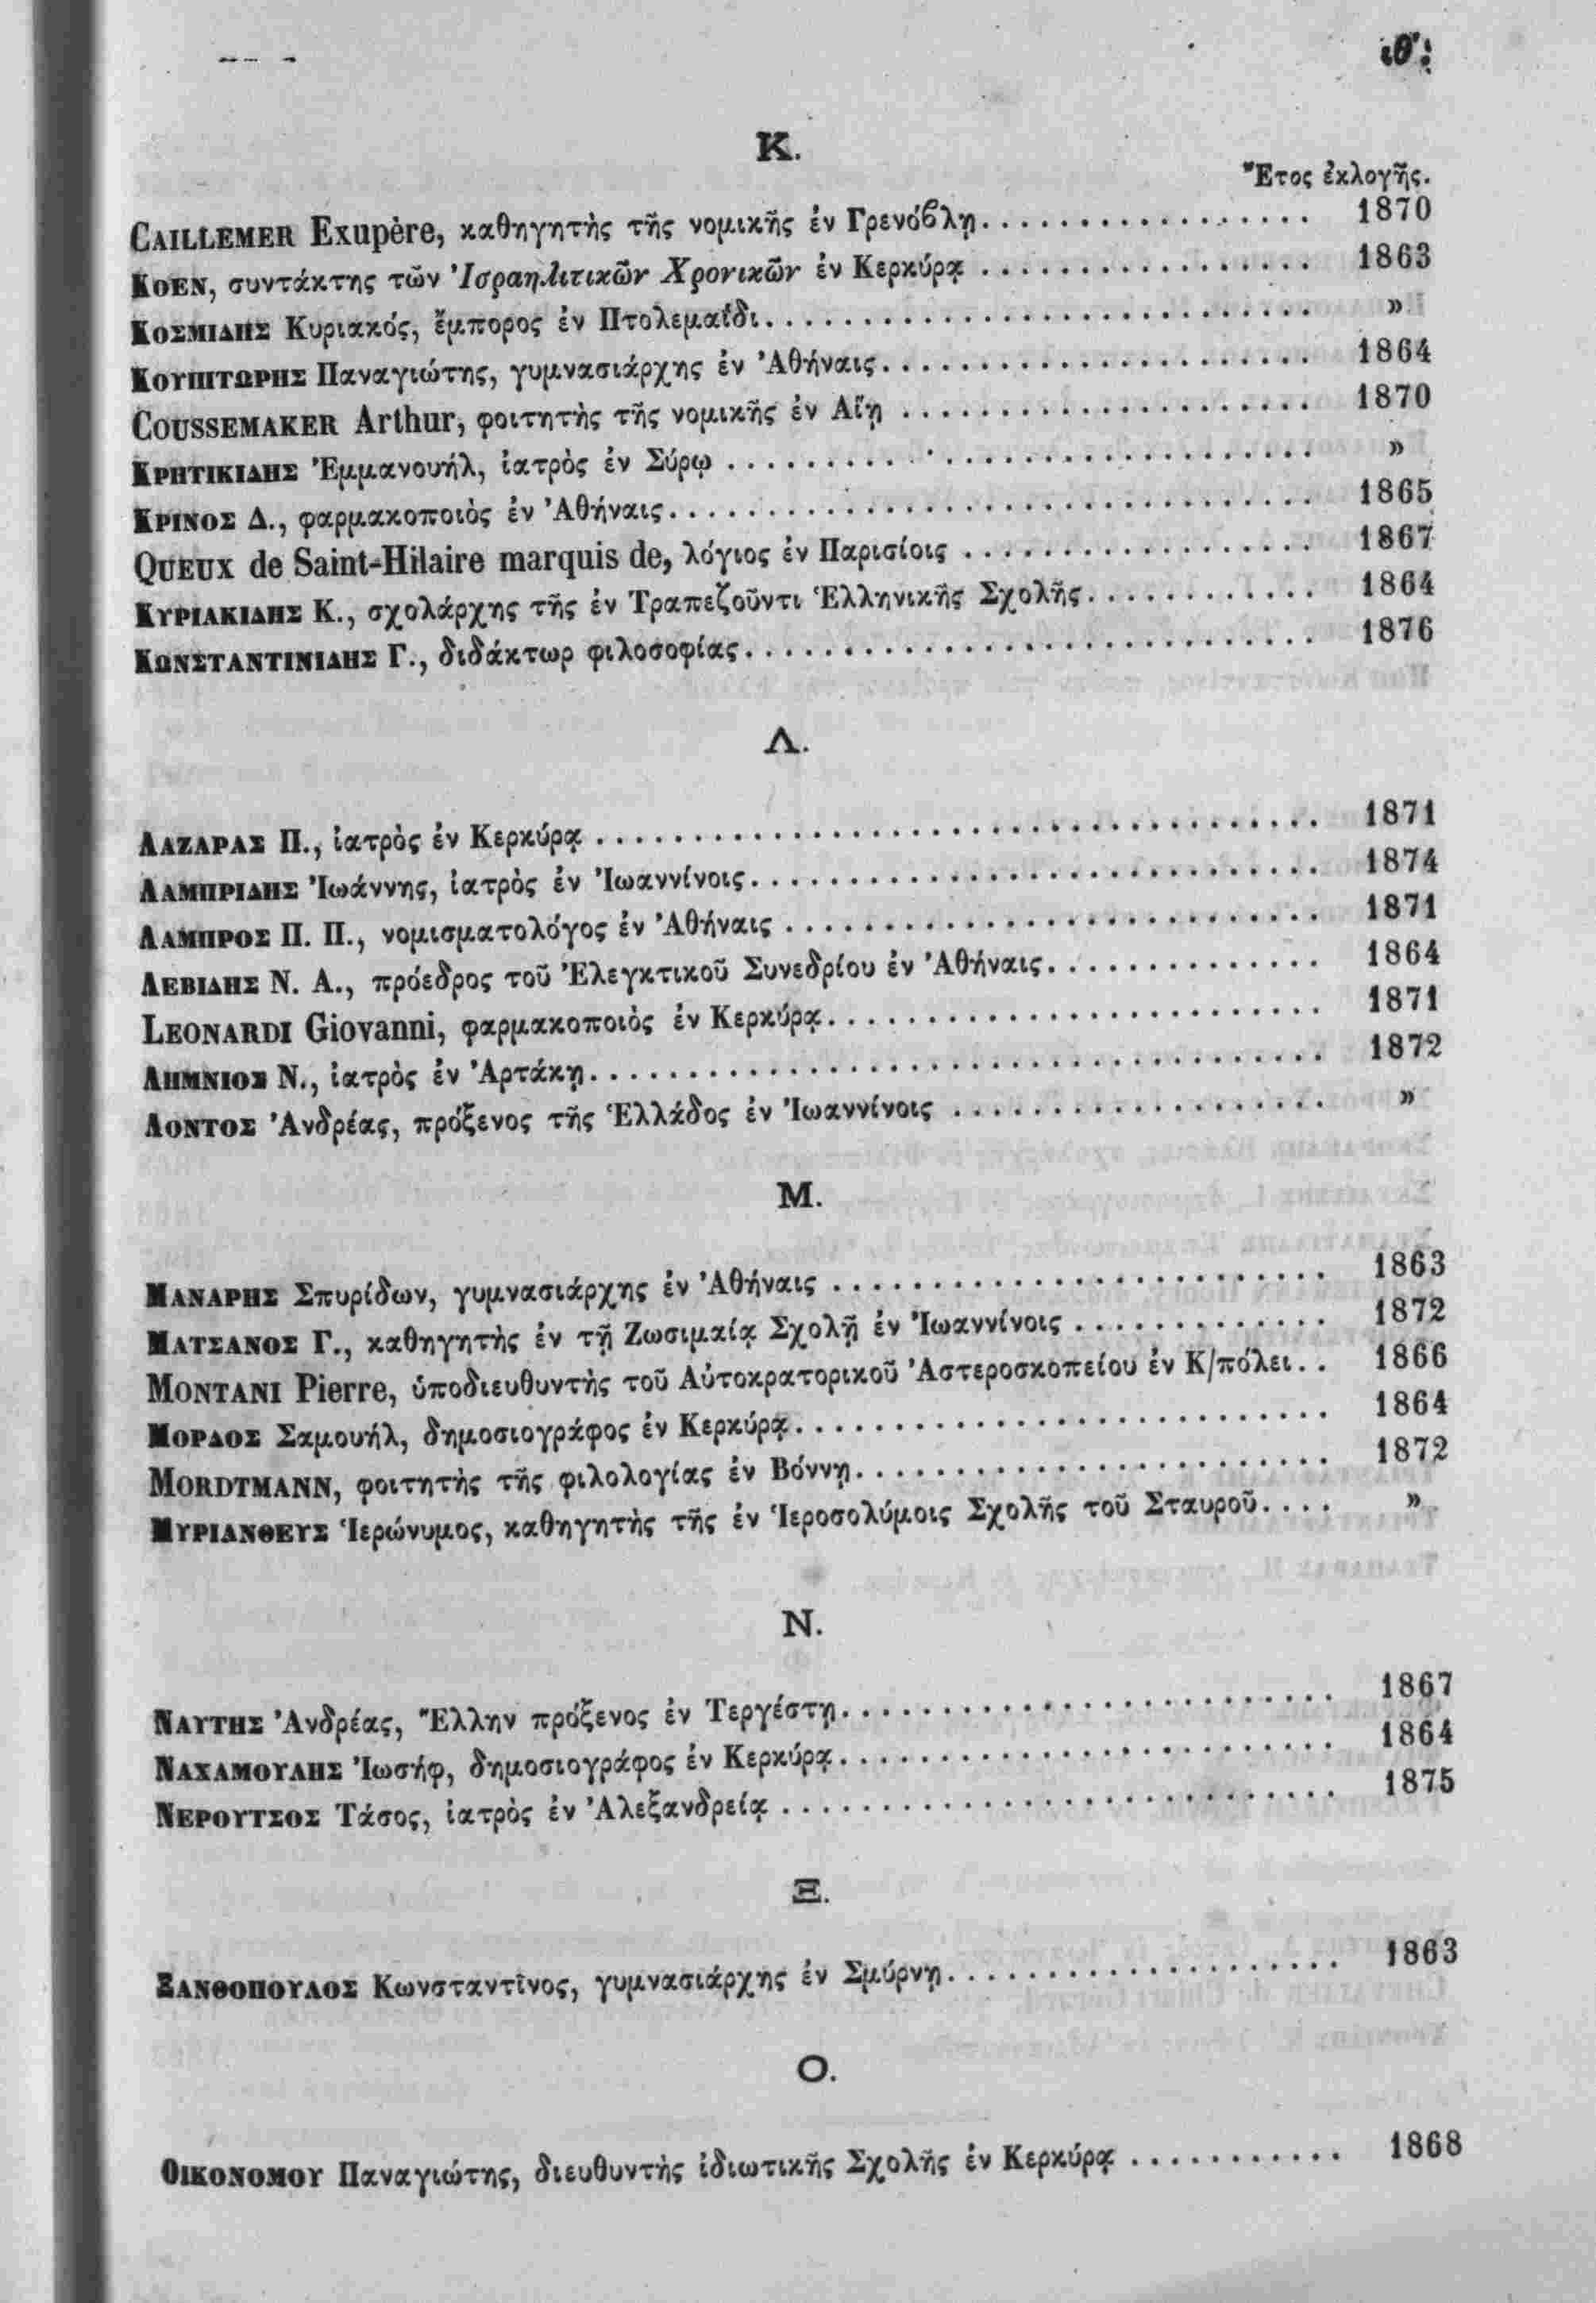 ιθ΄.
Κ.
Ἔτος ἐκλογῆς.
CAILLEMER Exupère, καθηγητὴς τῆς νομικῆς ἐν Γρενόβλῃ................. 1870
ΚΟΕΝ, συντάκτης τῶν Ἰσραηλιτικῶν Χρονικῶν ἐν Κερκύρᾳ ................. 1863
ΚΟΣΜΙΔΗΣ Κυριακός, ἔμπορος ἐν Πτολεμαΐδι............................ »
ΚΟΥΠΙΤΩΡΗΣ Παναγιώτης, γυμνασιάρχης ἐν Ἀθήναις...................... 1864
COUSSEMAKER Arthur, φοιτητὴς τῆς νομικῆς ἐν Αἴῃ ..................... 1870
ΚΡΗΤΙΚΙΔΗΣ Ἐμμανουήλ, ἰατρὸς ἐν Σύρῳ .............................. »
ΚΡΙΝΟΣ Δ., φαρμακοποιὸς ἐν Ἀθήναις................................. 1865
QUEUX de Saint-Hilaire marquis de, λόγιος ἐν Παρισίοις .................. 1867
ΚΥΡΙΑΚΙΔΗΣ Κ., σχολάρχης τῆς ἐν Τραπεζοῦντι Ἑλληνικῆς Σχολῆς............ 1864
ΚΩΝΣΤΑΝΤΙΝΙΔΗΣ Γ., διδάκτωρ φιλοσοφίας............................. 1876
Λ.
ΛΑΖΑΡΑΣ Π., ἰατρὸς ἐν Κερκύρᾳ ..................................... 1871
ΛΑΜΠΡΙΔΗΣ Ἰωάννης, ἰατρὸς ἐν Ἰωαννίνοις............................. 1874
ΛΑΜΠΡΟΣ Π. Π., νομισματολόγος ἐν Ἀθήναις ........................... 1871
ΛΕΒΙΔΗΣ Ν. Α., πρόεδρος τοῦ Ἐλεγκτικοῦ Συνεδρίου ἐν Ἀθήναις.............. 1864
LEONARDI Giovanni, φαρμακοποιὸς ἐν Κερκύρᾳ......................... 1871
ΛΗΜΝΙΟΣ Ν., ἰατρὸς ἐν Ἀρτάκῃ...................................... 1872
ΛΟΝΤΟΣ Ἀνδρέας, πρόξενος τῆς Ἑλλάδος ἐν Ἰωαννίνοις ................... »
Μ.
ΜΑΝΑΡΗΣ Σπυρίδων, γυμνασιάρχης ἐν Ἀθήναις ......................... 1863
ΜΑΤΣΑΝΟΣ Γ., καθηγητὴς ἐν τῇ Ζωσιμαίᾳ Σχολῇ ἐν Ἰωαννίνοις ............. 1872
MONTANI Pierre, ὑποδιευθυντὴς τοῦ Αὐτοκρατορικοῦ Ἀστεροσκοπείου ἐν Κ/πόλει.. 1866
ΜΟΡΔΟΣ Σαμουήλ, δημοσιογράφος ἐν Κερκύρᾳ........................... 1864
MORDTMANN, φοιτητὴς τῆς φιλολογίας ἐν Βόννῃ........................ 1872
ΜΥΡΙΑΝΘΕΥΣ Ἱερώνυμος, καθηγητὴς τῆς ἐν Ἱεροσολύμοις Σχολῆς τοῦ Σταυροῦ.... »
Ν.
ΝΑΥΤΗΣ Ἀνδρέας, Ἕλλην πρόξενος ἐν Τεργέστῃ......................... 1867
ΝΑΧΑΜΟΥΛΗΣ Ἰωσήφ, δημοσιογράφος ἐν Κερκύρᾳ......................... 1864
ΝΕΡΟΥΤΣΟΣ Τάσος, ἰατρὸς ἐν Ἀλεξανδρείᾳ ............................ 1875
Ξ.
ΞΑΝΘΟΠΟΥΛΟΣ Κωνσταντῖνος, γυμνασιάρχης ἐν Σμύρνῃ.................... 1863
Ο.
ΟΙΚΟΝΟΜΟΥ Παναγιώτης, διευθυντὴς ἰδιωτικῆς Σχολῆς ἐν Κερκύρᾳ ........... 1868